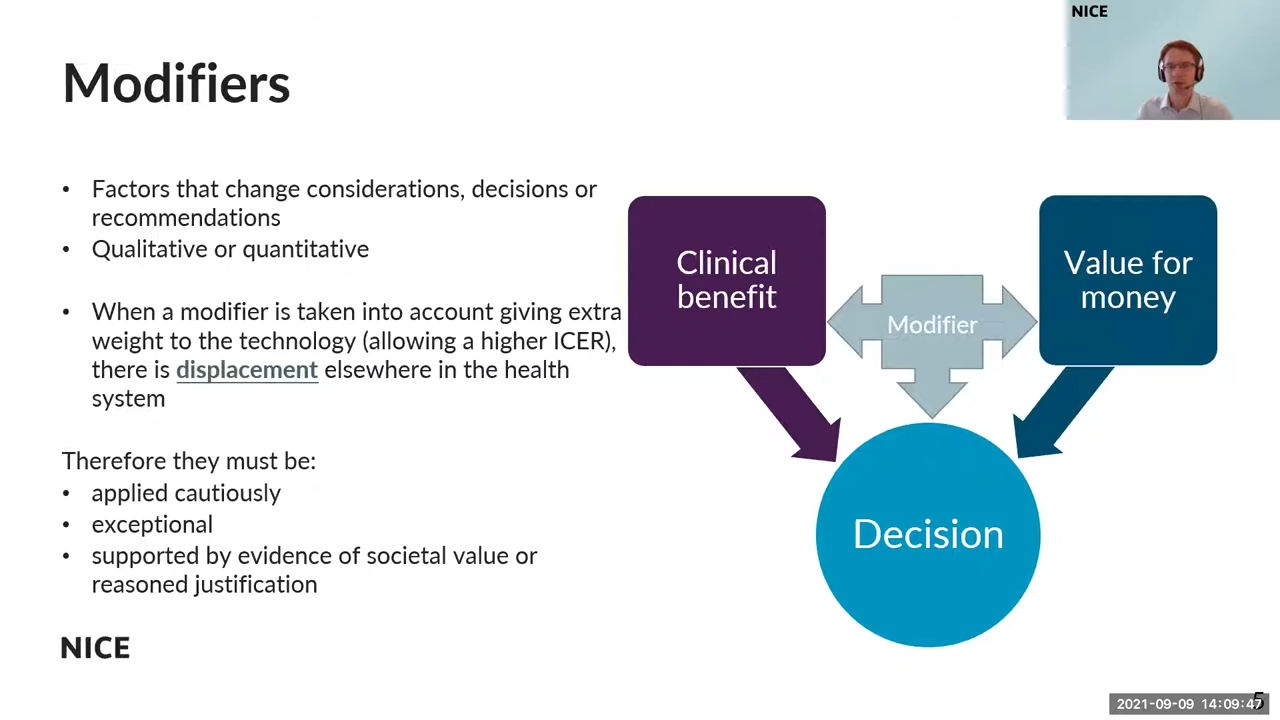 NICE
Modifiers
• Factors that change considerations, decisions or
recommendations
• Qualitative or quantitative
• When a modifier is taken into account giving extra
weight to the technology (allowing a higher ICER),
there is displacement elsewhere in the health
system
Therefore they must be:
• applied cautiously
• exceptional
• supported by evidence of societal value or
reasoned justification
NICE
Clinical
benefit
Modifier
Value for
money
Decision
5
2021-09-09 14:09:47